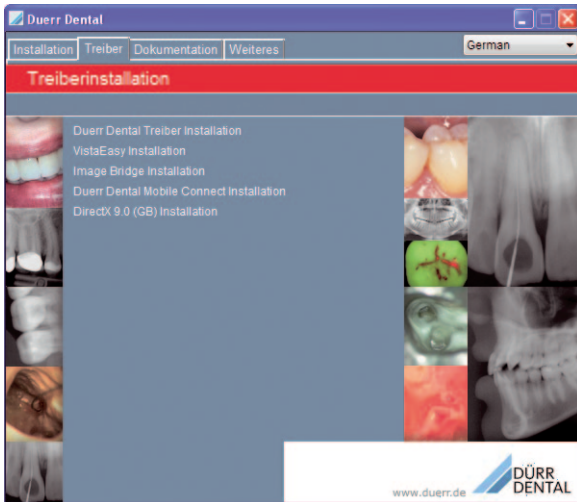 Duerr Dental
Installation Treiber Dokumentation Weiteres German
Treiberinstallation
Duerr Dental Treiber Installation
VistaEasy Installation
Image Bridge Installation
Duerr Dental Mobile Connect Installation
DirectX 9.0 (GB) Installation
www.duerr.de
DÜRR
DENTAL